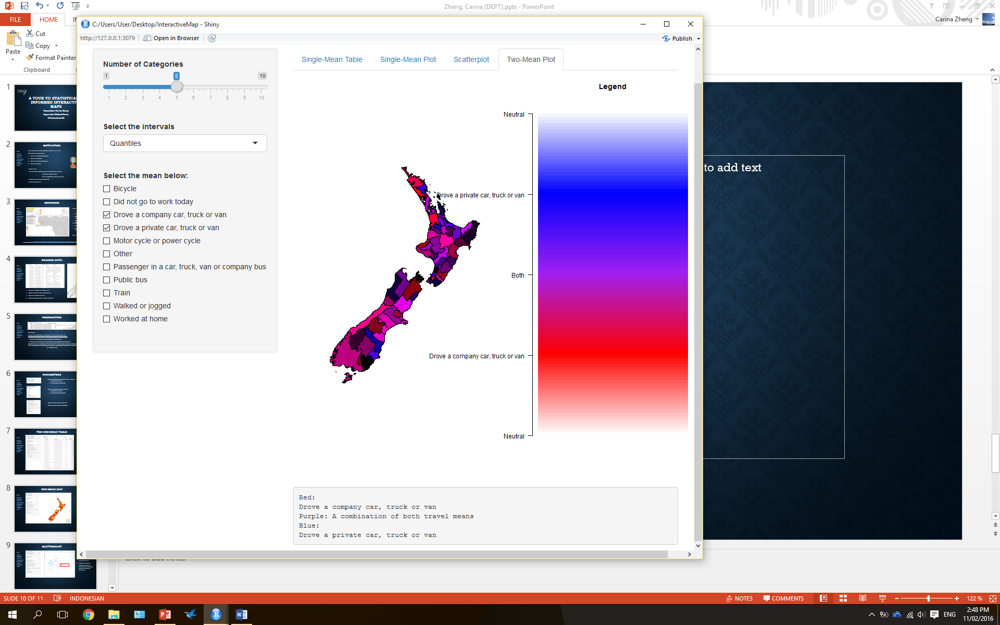 Zheng, Carina (DEPT).pptx - PowerPoint
FILE
HOME
Carina Zheng
Cut
Copy
Format Painter
Paste
Clipboard
C:/Users/User/Desktop/InteractiveMap - Shiny
http://127.0.0.1:3079
Open in Browser
Publish
Number of Categories
1
5
10
1 2 3 4 5 6 7 8 9 10
Select the intervals
Quantiles
Select the mean below:
Bicycle
Did not go to work today
Drove a company car, truck or van
Drove a private car, truck or van
Motor cycle or power cycle
Other
Passenger in a car, truck, van or company bus
Public bus
Train
Walked or jogged
Worked at home
Single-Mean Table
Single-Mean Plot
Scatterplot
Two-Mean Plot
Legend
Neutral
Drove a private car, truck or van
Both
Drove a company car, truck or van
Neutral
Red:
Drove a company car, truck or van
Purple: A combination of both travel means
Blue:
Drove a private car, truck or van
to add text
1
A TOUR TO STATISTICAL
INFORMED INTERACTI
MAPS
Researcher: Carina Zheng
2
MOTIVATION
3
BROWSING
4
READING DATA
5
PREPARATION
6
PARAMETERS
7
THE ONE-MEAN TABLE
8
ONE-MEAN MAP
9
SCATTERPLOT
Click to add notes
SLIDE 10 OF 11
INDONESIAN
NOTES
COMMENTS
122 %
ENG
2:48 PM
11/02/2016